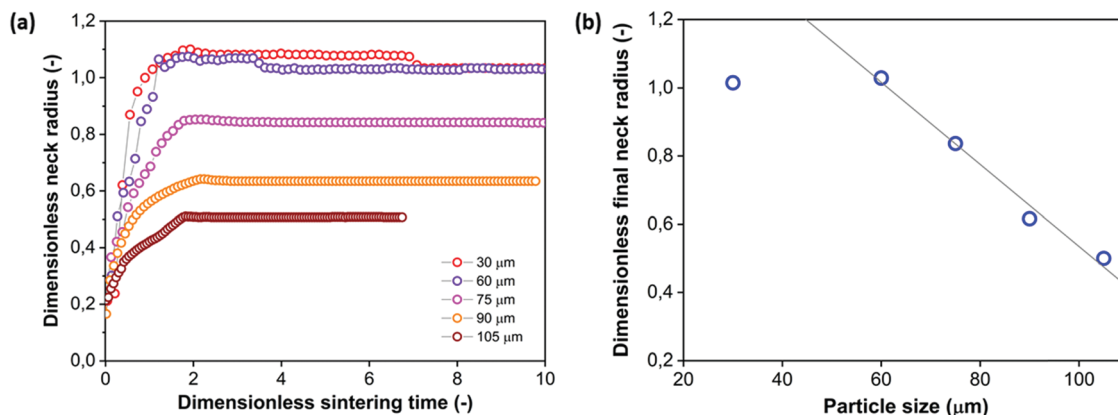 (a)
Dimensionless neck radius (-)
1,2
1,0
0,8
0,6
0,4
0,2
0,0
0
2
4
6
8
10
Dimensionless sintering time (-)
30 μm
60 μm
75 μm
90 μm
105 μm
(b)
Dimensionless final neck radius (-)
1,2
1,0
0,8
0,6
0,4
0,2
20
40
60
80
100
Particle size (μm)